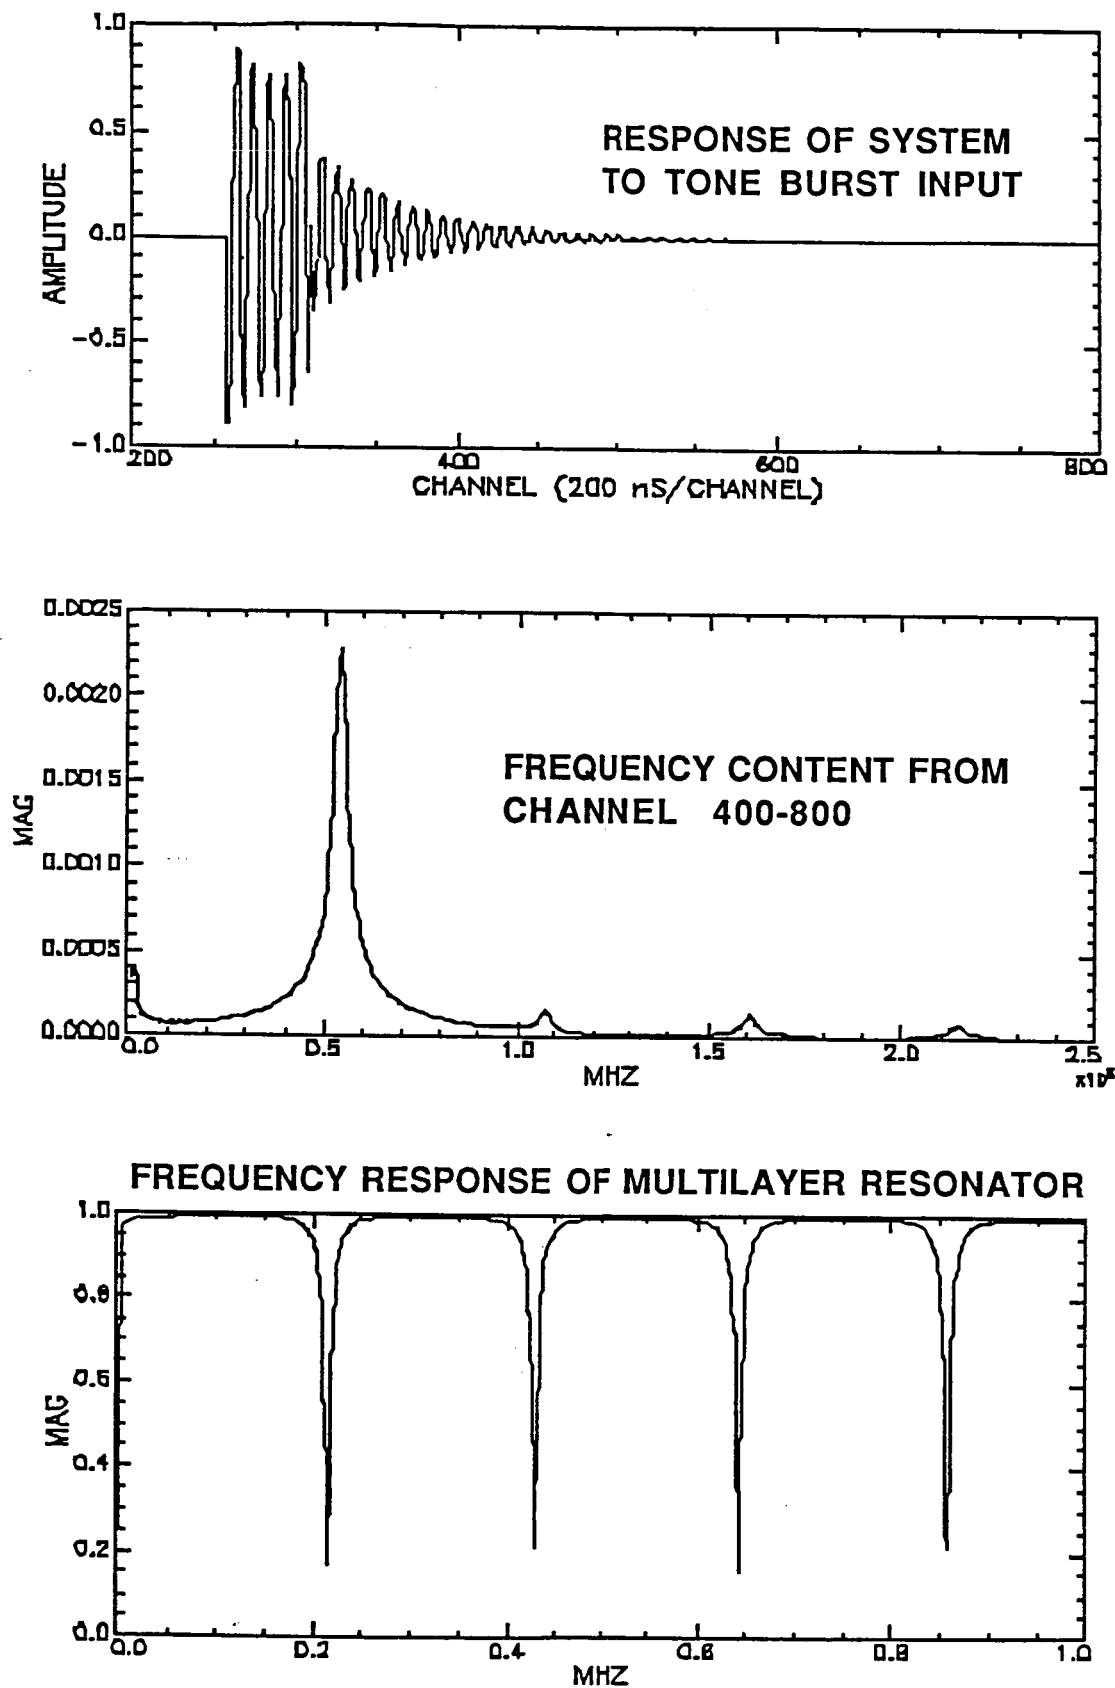 1.0
0.5
0.0
-0.5
-1.0
AMPLITUDE
RESPONSE OF SYSTEM
TO TONE BURST INPUT
200 400 600 800
CHANNEL (200 nS/CHANNEL)
0.0025
0.0020
0.0015
0.0010
0.0005
0.0000
MAG
FREQUENCY CONTENT FROM
CHANNEL 400-800
0.0 0.5 1.0 1.5 2.0 2.5
MHZ
FREQUENCY RESPONSE OF MULTILAYER RESONATOR
1.0
0.8
0.6
0.4
0.2
0.0
MAG
0.0 0.2 0.4 0.6 0.8 1.0
MHZ